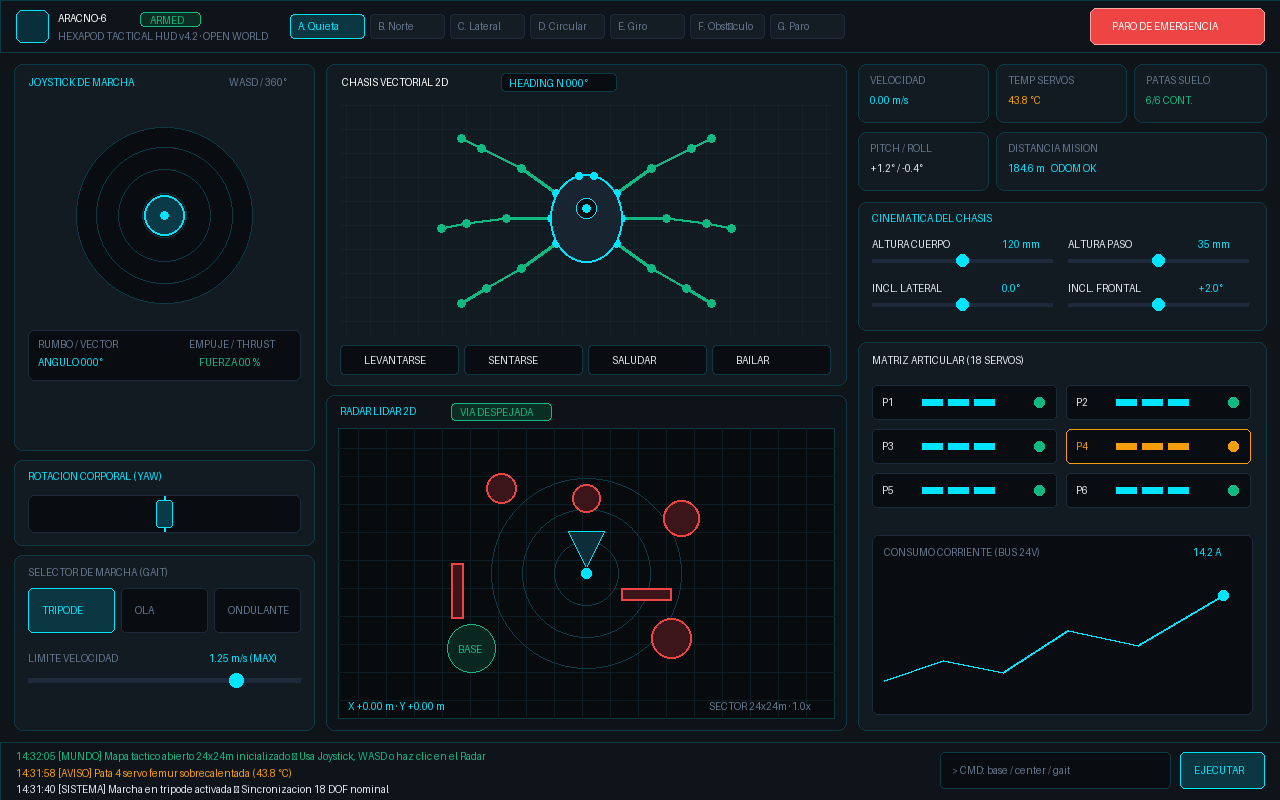 ARACNO-6
ARMED
HEXAPOD TACTICAL HUD v4.2 · OPEN WORLD
A. Quieta
B. Norte
C. Lateral
D. Circular
E. Giro
F. Obstculo
G. Paro
PARO DE EMERGENCIA
JOYSTICK DE MARCHA
WASD / 360°
RUMBO / VECTOR
EMPUJE / THRUST
ANGULO 000°
FUERZA 00 %
ROTACION CORPORAL (YAW)
SELECTOR DE MARCHA (GAIT)
TRIPODE
OLA
ONDULANTE
LIMITE VELOCIDAD
1.25 m/s (MAX)
CHASIS VECTORIAL 2D
HEADING N 000°
LEVANTARSE
SENTARSE
SALUDAR
BAILAR
RADAR LIDAR 2D
VIA DESPEJADA
BASE
X +0.00 m · Y +0.00 m
SECTOR 24x24m · 1.0x
VELOCIDAD
0.00 m/s
TEMP SERVOS
43.8 °C
PATAS SUELO
6/6 CONT.
PITCH / ROLL
+1.2° / -0.4°
DISTANCIA MISION
184.6 m ODOM OK
CINEMATICA DEL CHASIS
ALTURA CUERPO
120 mm
ALTURA PASO
35 mm
INCL. LATERAL
0.0°
INCL. FRONTAL
+2.0°
MATRIZ ARTICULAR (18 SERVOS)
P1
P2
P3
P4
P5
P6
CONSUMO CORRIENTE (BUS 24V)
14.2 A
14:32:05 [MUNDO] Mapa tactico abierto 24x24m inicializado Usa Joystick, WASD o haz clic en el Radar
14:31:58 [AVISO] Pata 4 servo femur sobrecalentada (43.8 °C)
14:31:40 [SISTEMA] Marcha en tripode activada Sincronizacion 18 DOF nominal
> CMD: base / center / gait
EJECUTAR